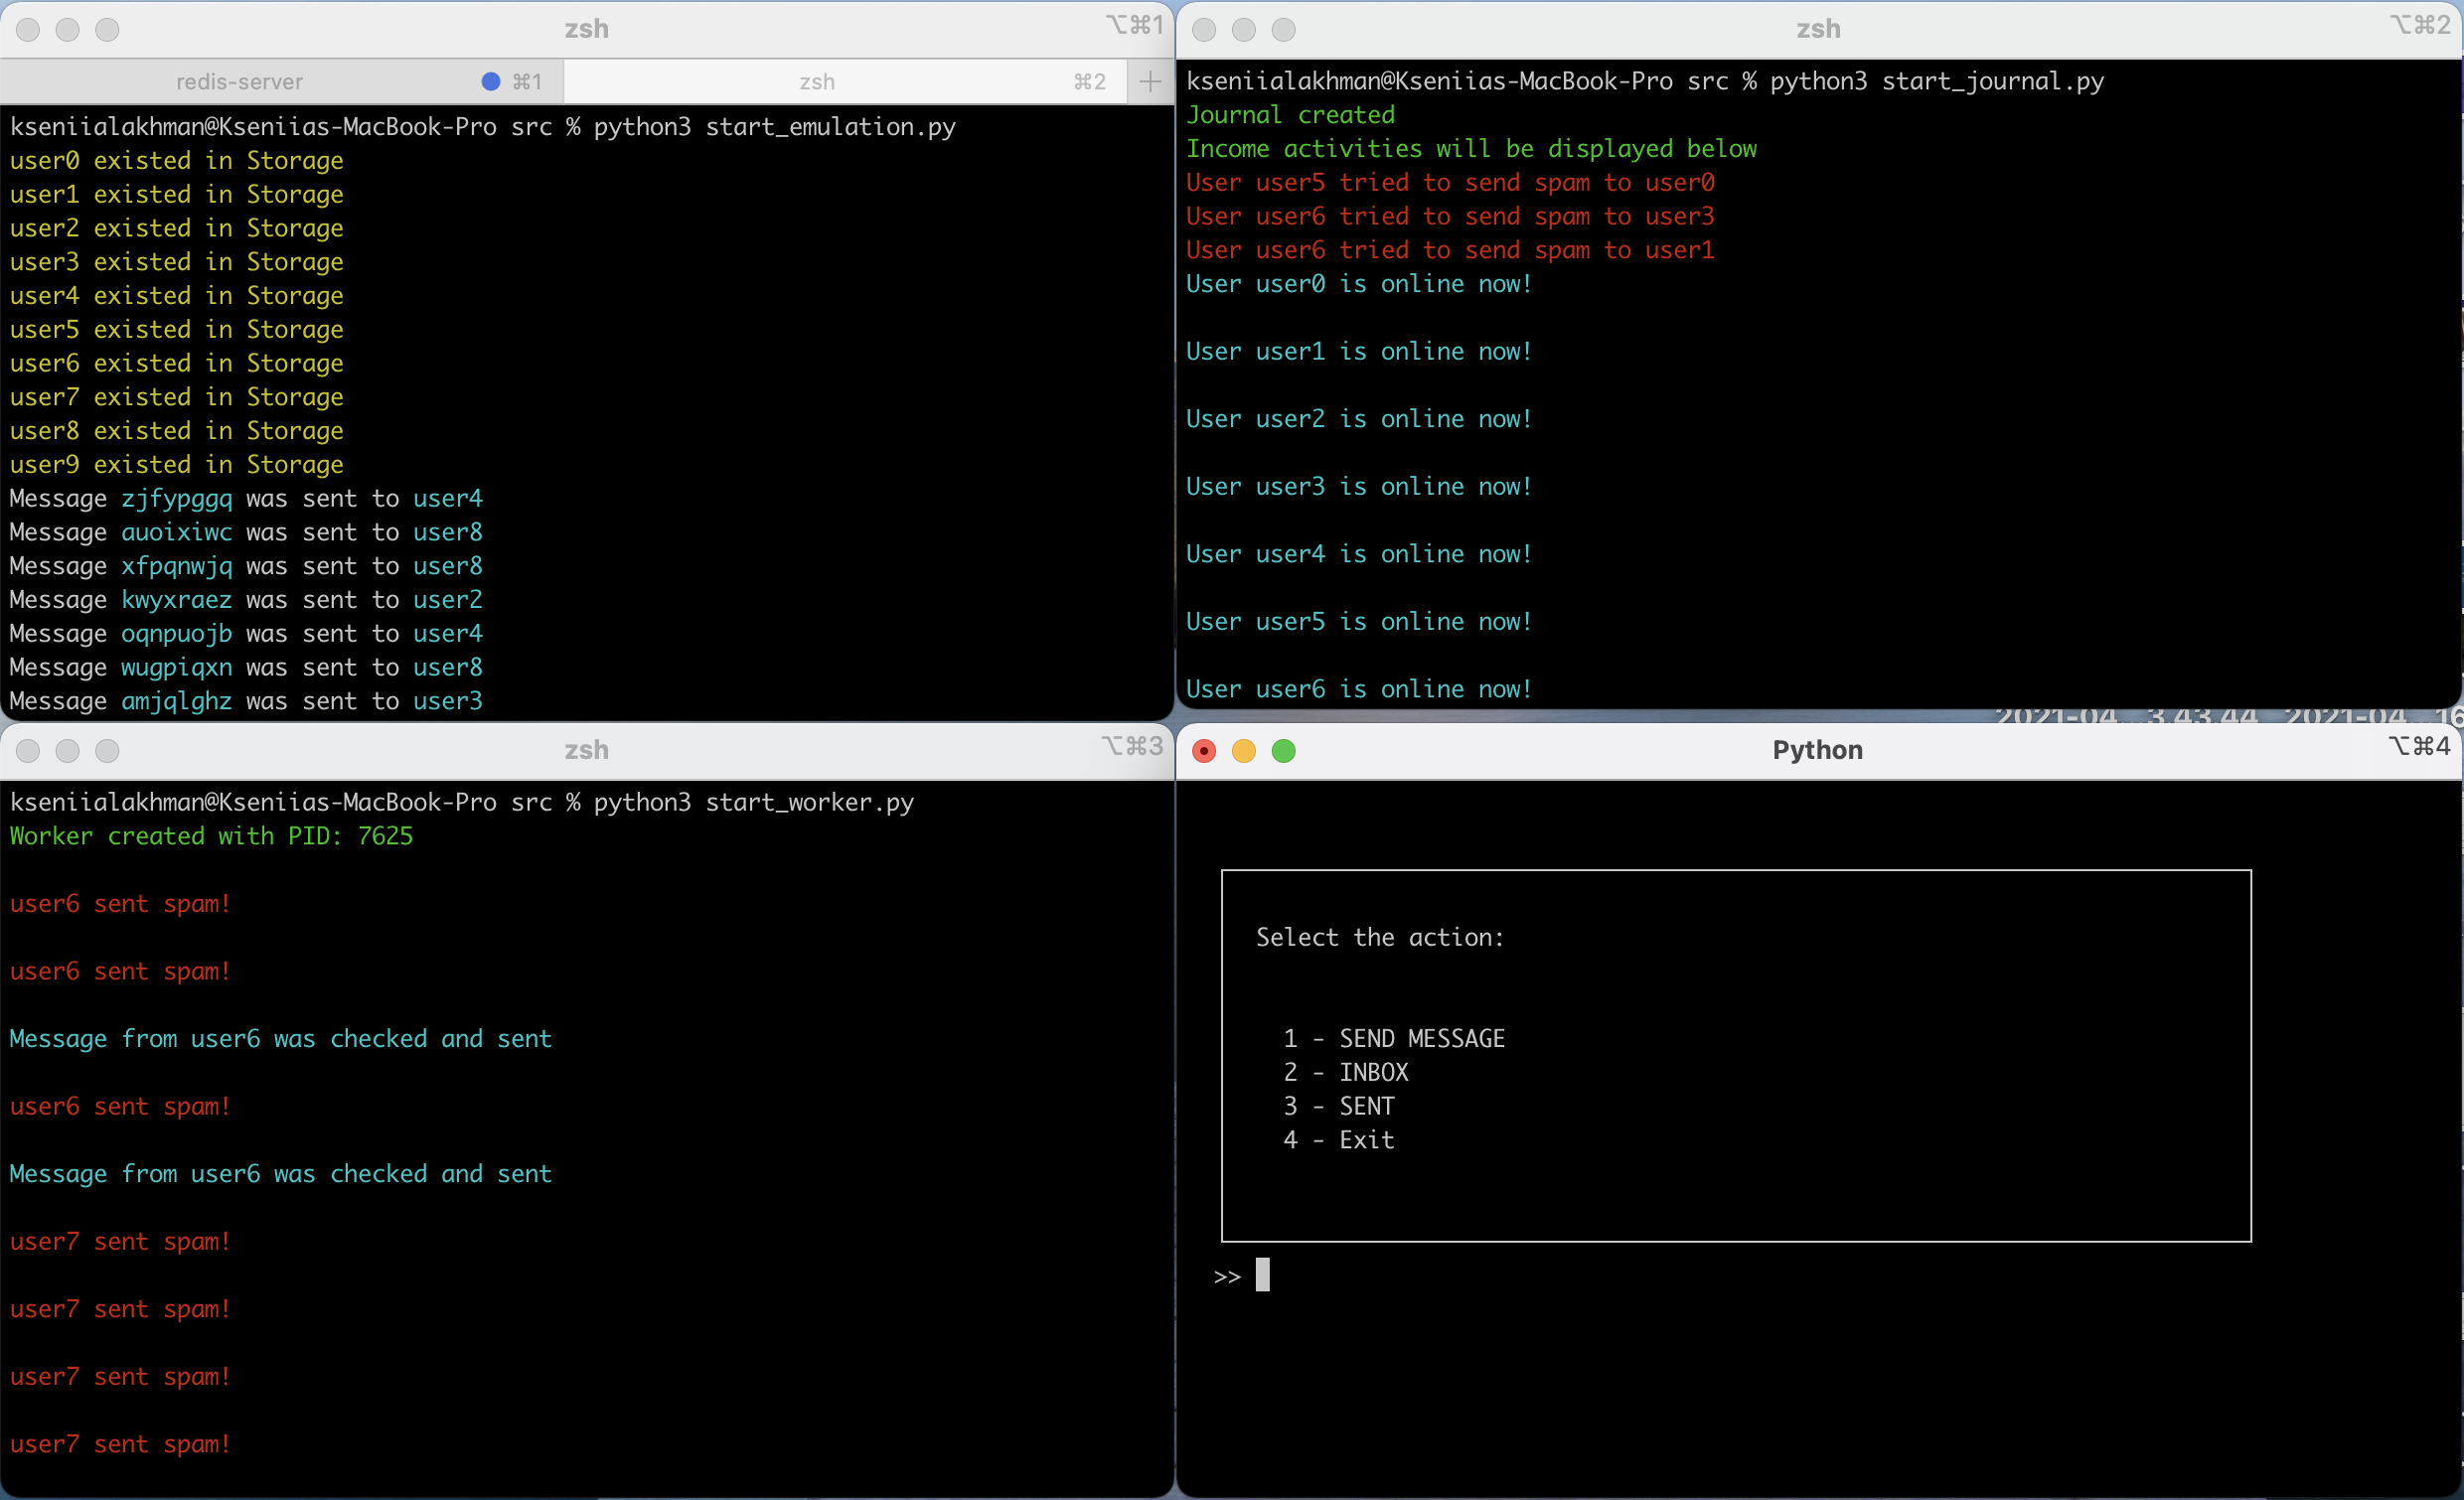 zsh
⌥⌘1
redis-server
⌘1
zsh
⌘2
kseniialakhman@Kseniias-MacBook-Pro src % python3 start_emulation.py
user0 existed in Storage
user1 existed in Storage
user2 existed in Storage
user3 existed in Storage
user4 existed in Storage
user5 existed in Storage
user6 existed in Storage
user7 existed in Storage
user8 existed in Storage
user9 existed in Storage
Message zjfypggq was sent to user4
Message auoixiwc was sent to user8
Message xfpqnwjq was sent to user8
Message kwyxraez was sent to user2
Message oqnpuojb was sent to user4
Message wugpiqxn was sent to user8
Message amjqlghz was sent to user3
zsh
⌥⌘2
kseniialakhman@Kseniias-MacBook-Pro src % python3 start_journal.py
Journal created
Income activities will be displayed below
User user5 tried to send spam to user0
User user6 tried to send spam to user3
User user6 tried to send spam to user1
User user0 is online now!
User user1 is online now!
User user2 is online now!
User user3 is online now!
User user4 is online now!
User user5 is online now!
User user6 is online now!
2021-04...3.43.44 2021-04...16
zsh
⌥⌘3
kseniialakhman@Kseniias-MacBook-Pro src % python3 start_worker.py
Worker created with PID: 7625
user6 sent spam!
user6 sent spam!
Message from user6 was checked and sent
user6 sent spam!
Message from user6 was checked and sent
user7 sent spam!
user7 sent spam!
user7 sent spam!
user7 sent spam!
Python
⌥⌘4
Select the action:
1 - SEND MESSAGE
2 - INBOX
3 - SENT
4 - Exit
>>